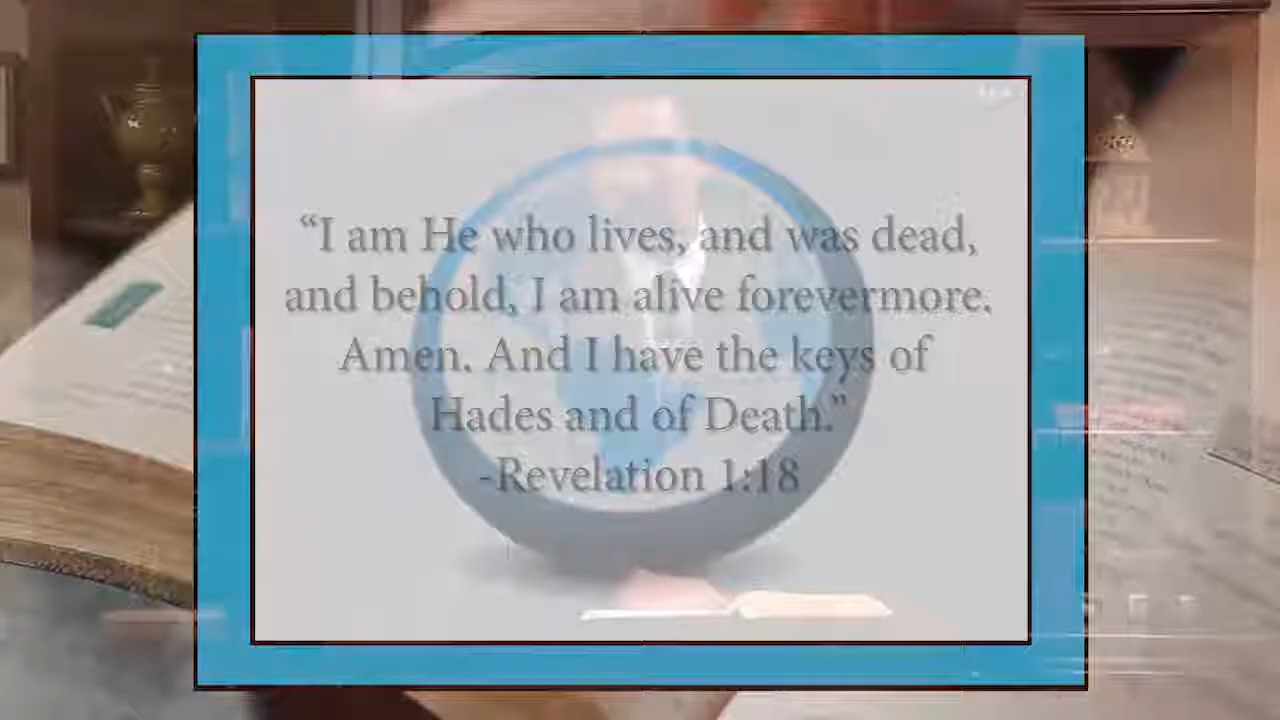 “I am He who lives, and was dead,
and behold, I am alive forevermore.
Amen. And I have the keys of
Hades and of Death.”
-Revelation 1:18